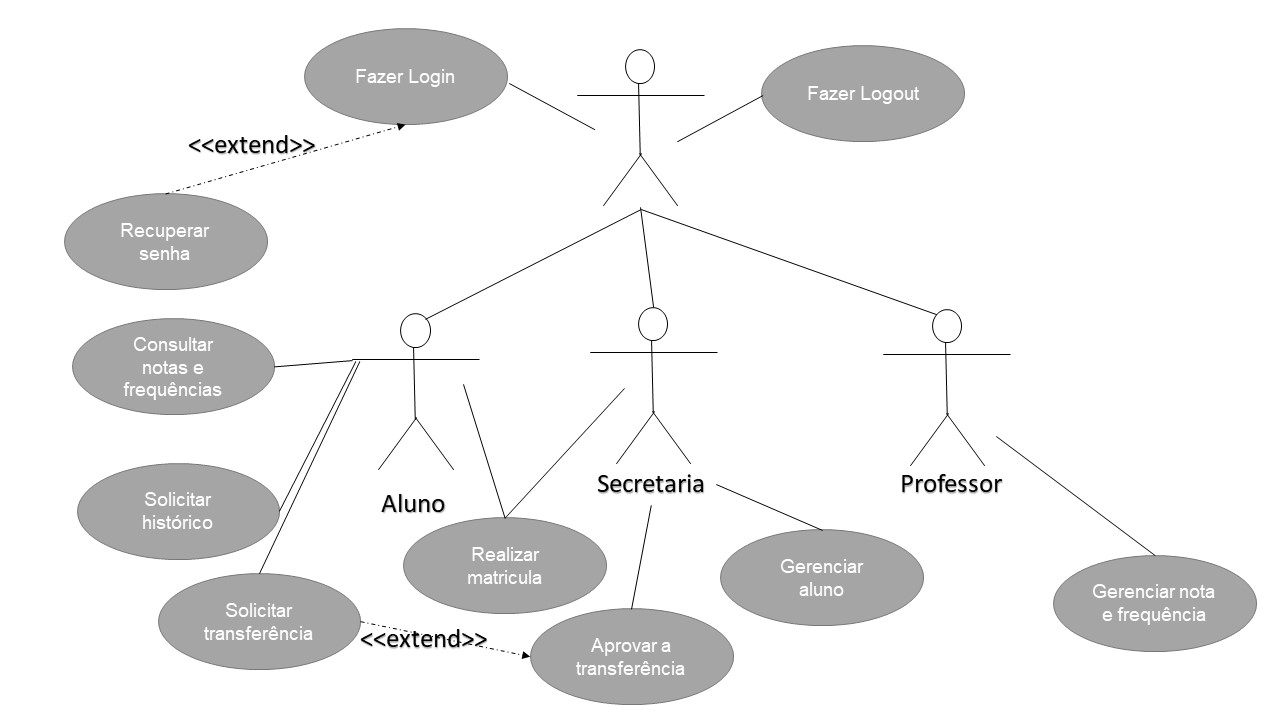 Fazer Login
Fazer Logout
<<extend>>
Recuperar
senha
Consultar
notas e
frequências
Solicitar
histórico
Aluno
Secretaria
Professor
Realizar
matricula
Gerenciar
aluno
Gerenciar nota
e frequência
Solicitar
transferência
<<extend>>
Aprovar a
transferência